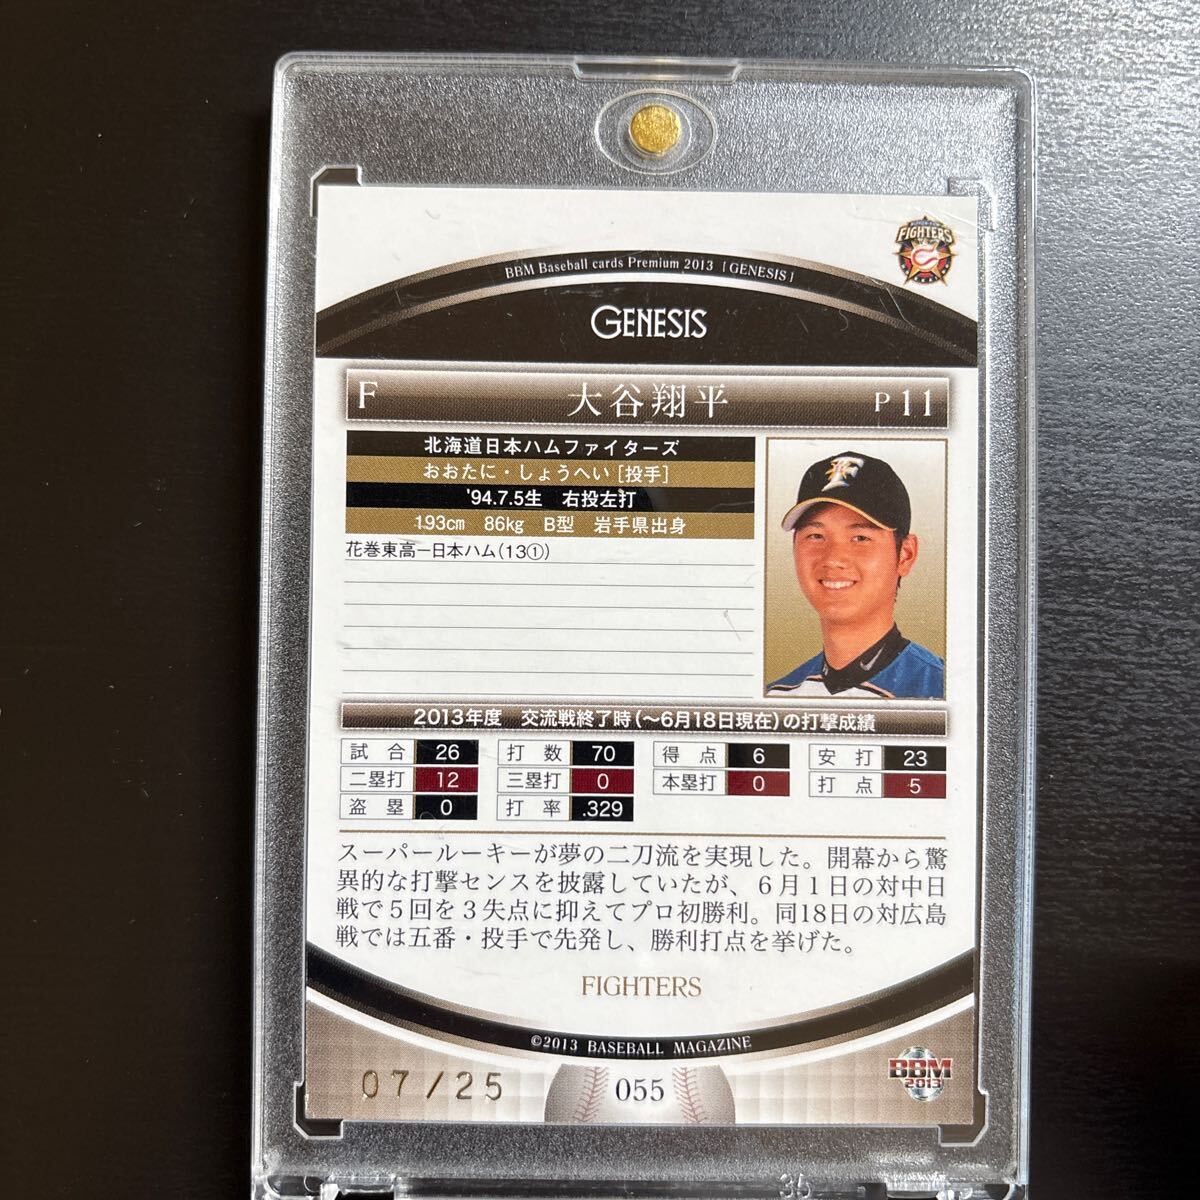 FIGHTERS
BBM Baseball cards Premium 2013 [GENESIS]
GENESIS
F 大谷翔平 P 11
北海道日本ハムファイターズ
おおたに・しょうへい [投手]
'94.7.5生 右投左打
193cm 86kg B型 岩手県出身
花巻東高ー日本ハム(13①)
2013年度 交流戦終了時(～6月18日現在)の打撃成績
試合 26 打数 70 得点 6 安打 23
二塁打 12 三塁打 0 本塁打 0 打点 5
盗塁 0 打率 .329
スーパールーキーが夢の二刀流を実現した。開幕から驚
異的な打撃センスを披露していたが、6月1日の対中日
戦で5回を3失点に抑えてプロ初勝利。同18日の対広島
戦では五番・投手で先発し、勝利打点を挙げた。
FIGHTERS
©2013 BASEBALL MAGAZINE
07/25
055
BBM
2013